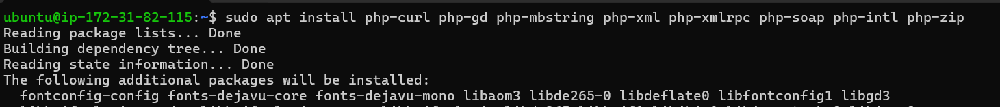 ubuntu@ip-172-31-82-115:~$ sudo apt install php-curl php-gd php-mbstring php-xml php-xmlrpc php-soap php-intl php-zip
Reading package lists... Done
Building dependency tree... Done
Reading state information... Done
The following additional packages will be installed:
  fontconfig-config fonts-dejavu-core fonts-dejavu-mono libaom3 libde265-0 libdeflate0 libfontconfig1 libgd3